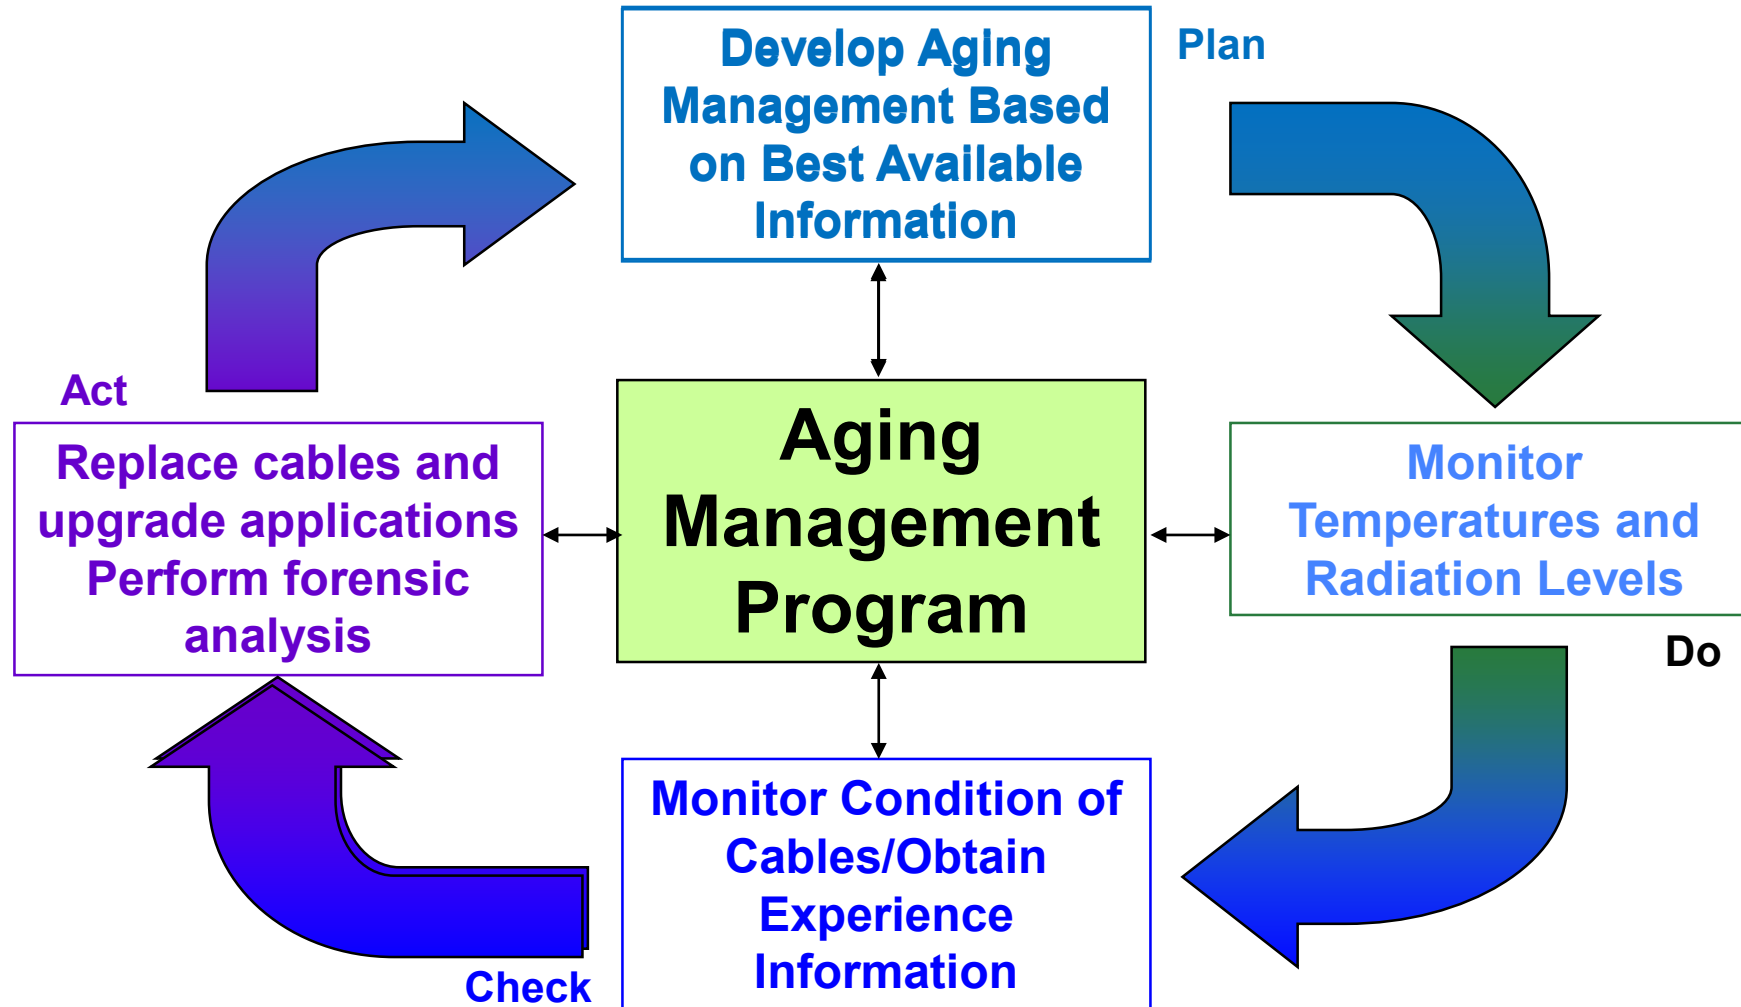 Develop Aging
Management Based
on Best Available
Information
Plan
Act
Replace cables and
upgrade applications
Perform forensic
analysis
Aging
Management
Program
Monitor
Temperatures and
Radiation Levels
Do
Monitor Condition of
Cables/Obtain
Experience
Information
Check